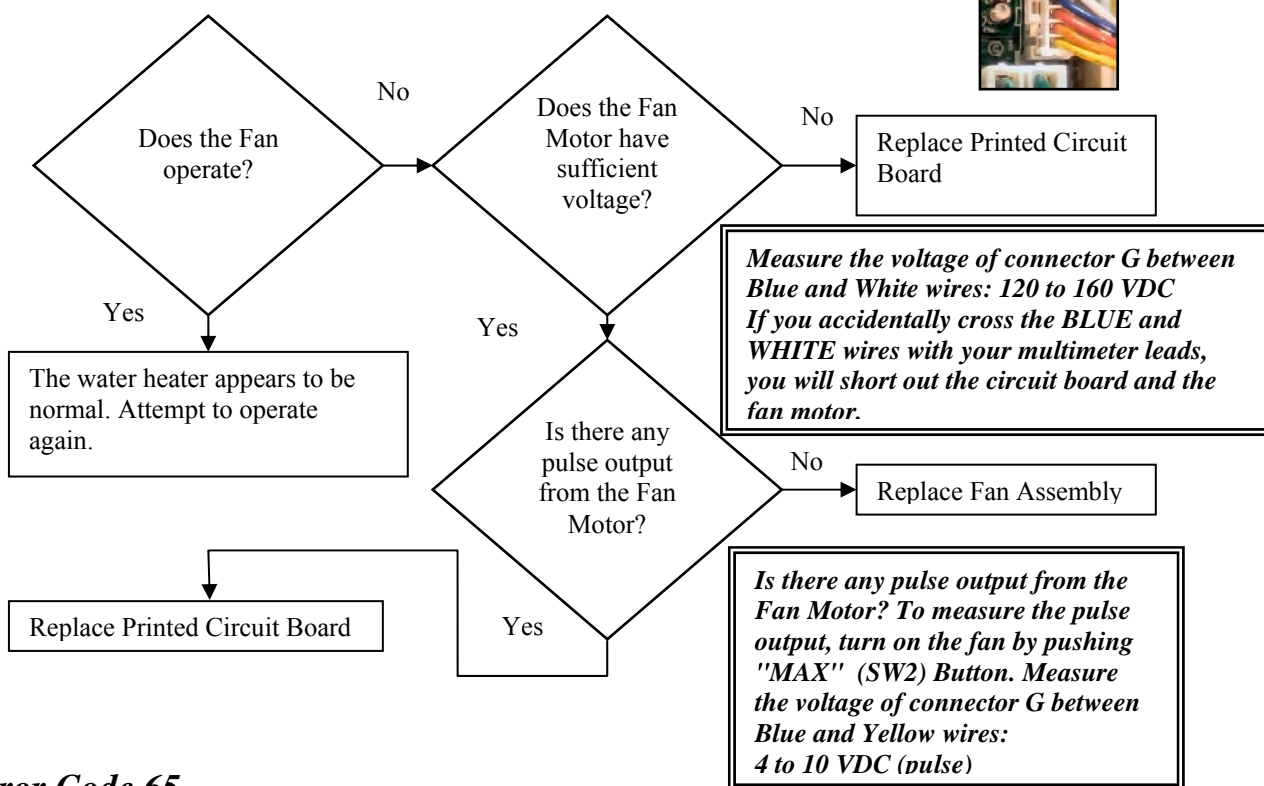 Does the Fan
operate?
No
Does the Fan
Motor have
sufficient
voltage?
No
Replace Printed Circuit
Board
Measure the voltage of connector G between
Blue and White wires: 120 to 160 VDC
If you accidentally cross the BLUE and
WHITE wires with your multimeter leads,
you will short out the circuit board and the
fan motor.
Yes
The water heater appears to be
normal. Attempt to operate
again.
Yes
Is there any
pulse output
from the Fan
Motor?
No
Replace Fan Assembly
Yes
Replace Printed Circuit Board
Is there any pulse output from the
Fan Motor? To measure the pulse
output, turn on the fan by pushing
"MAX" (SW2) Button. Measure
the voltage of connector G between
Blue and Yellow wires:
4 to 10 VDC (pulse)
ror Code 65